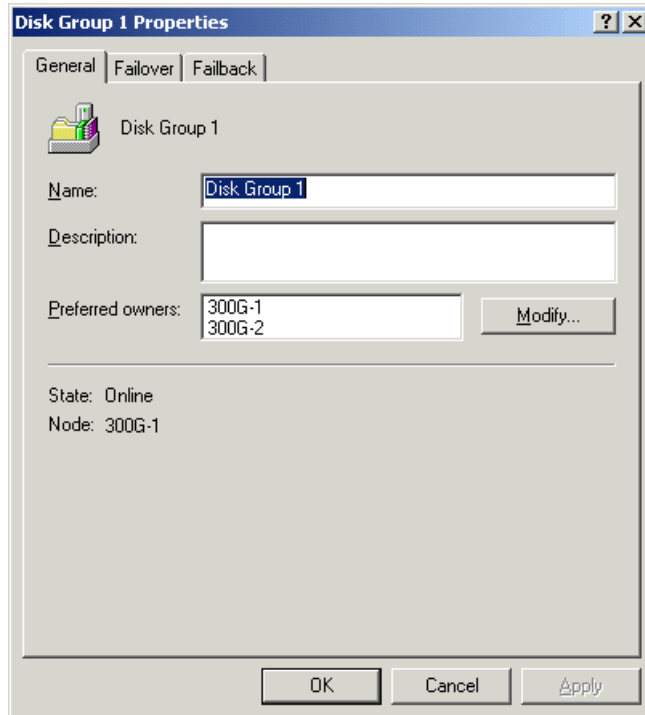 Disk Group 1 Properties
General Failover Failback
Disk Group 1
Name: Disk Group 1
Description:
Preferred owners: 300G-1
300G-2
Modify...
State: Online
Node: 300G-1
OK Cancel Apply